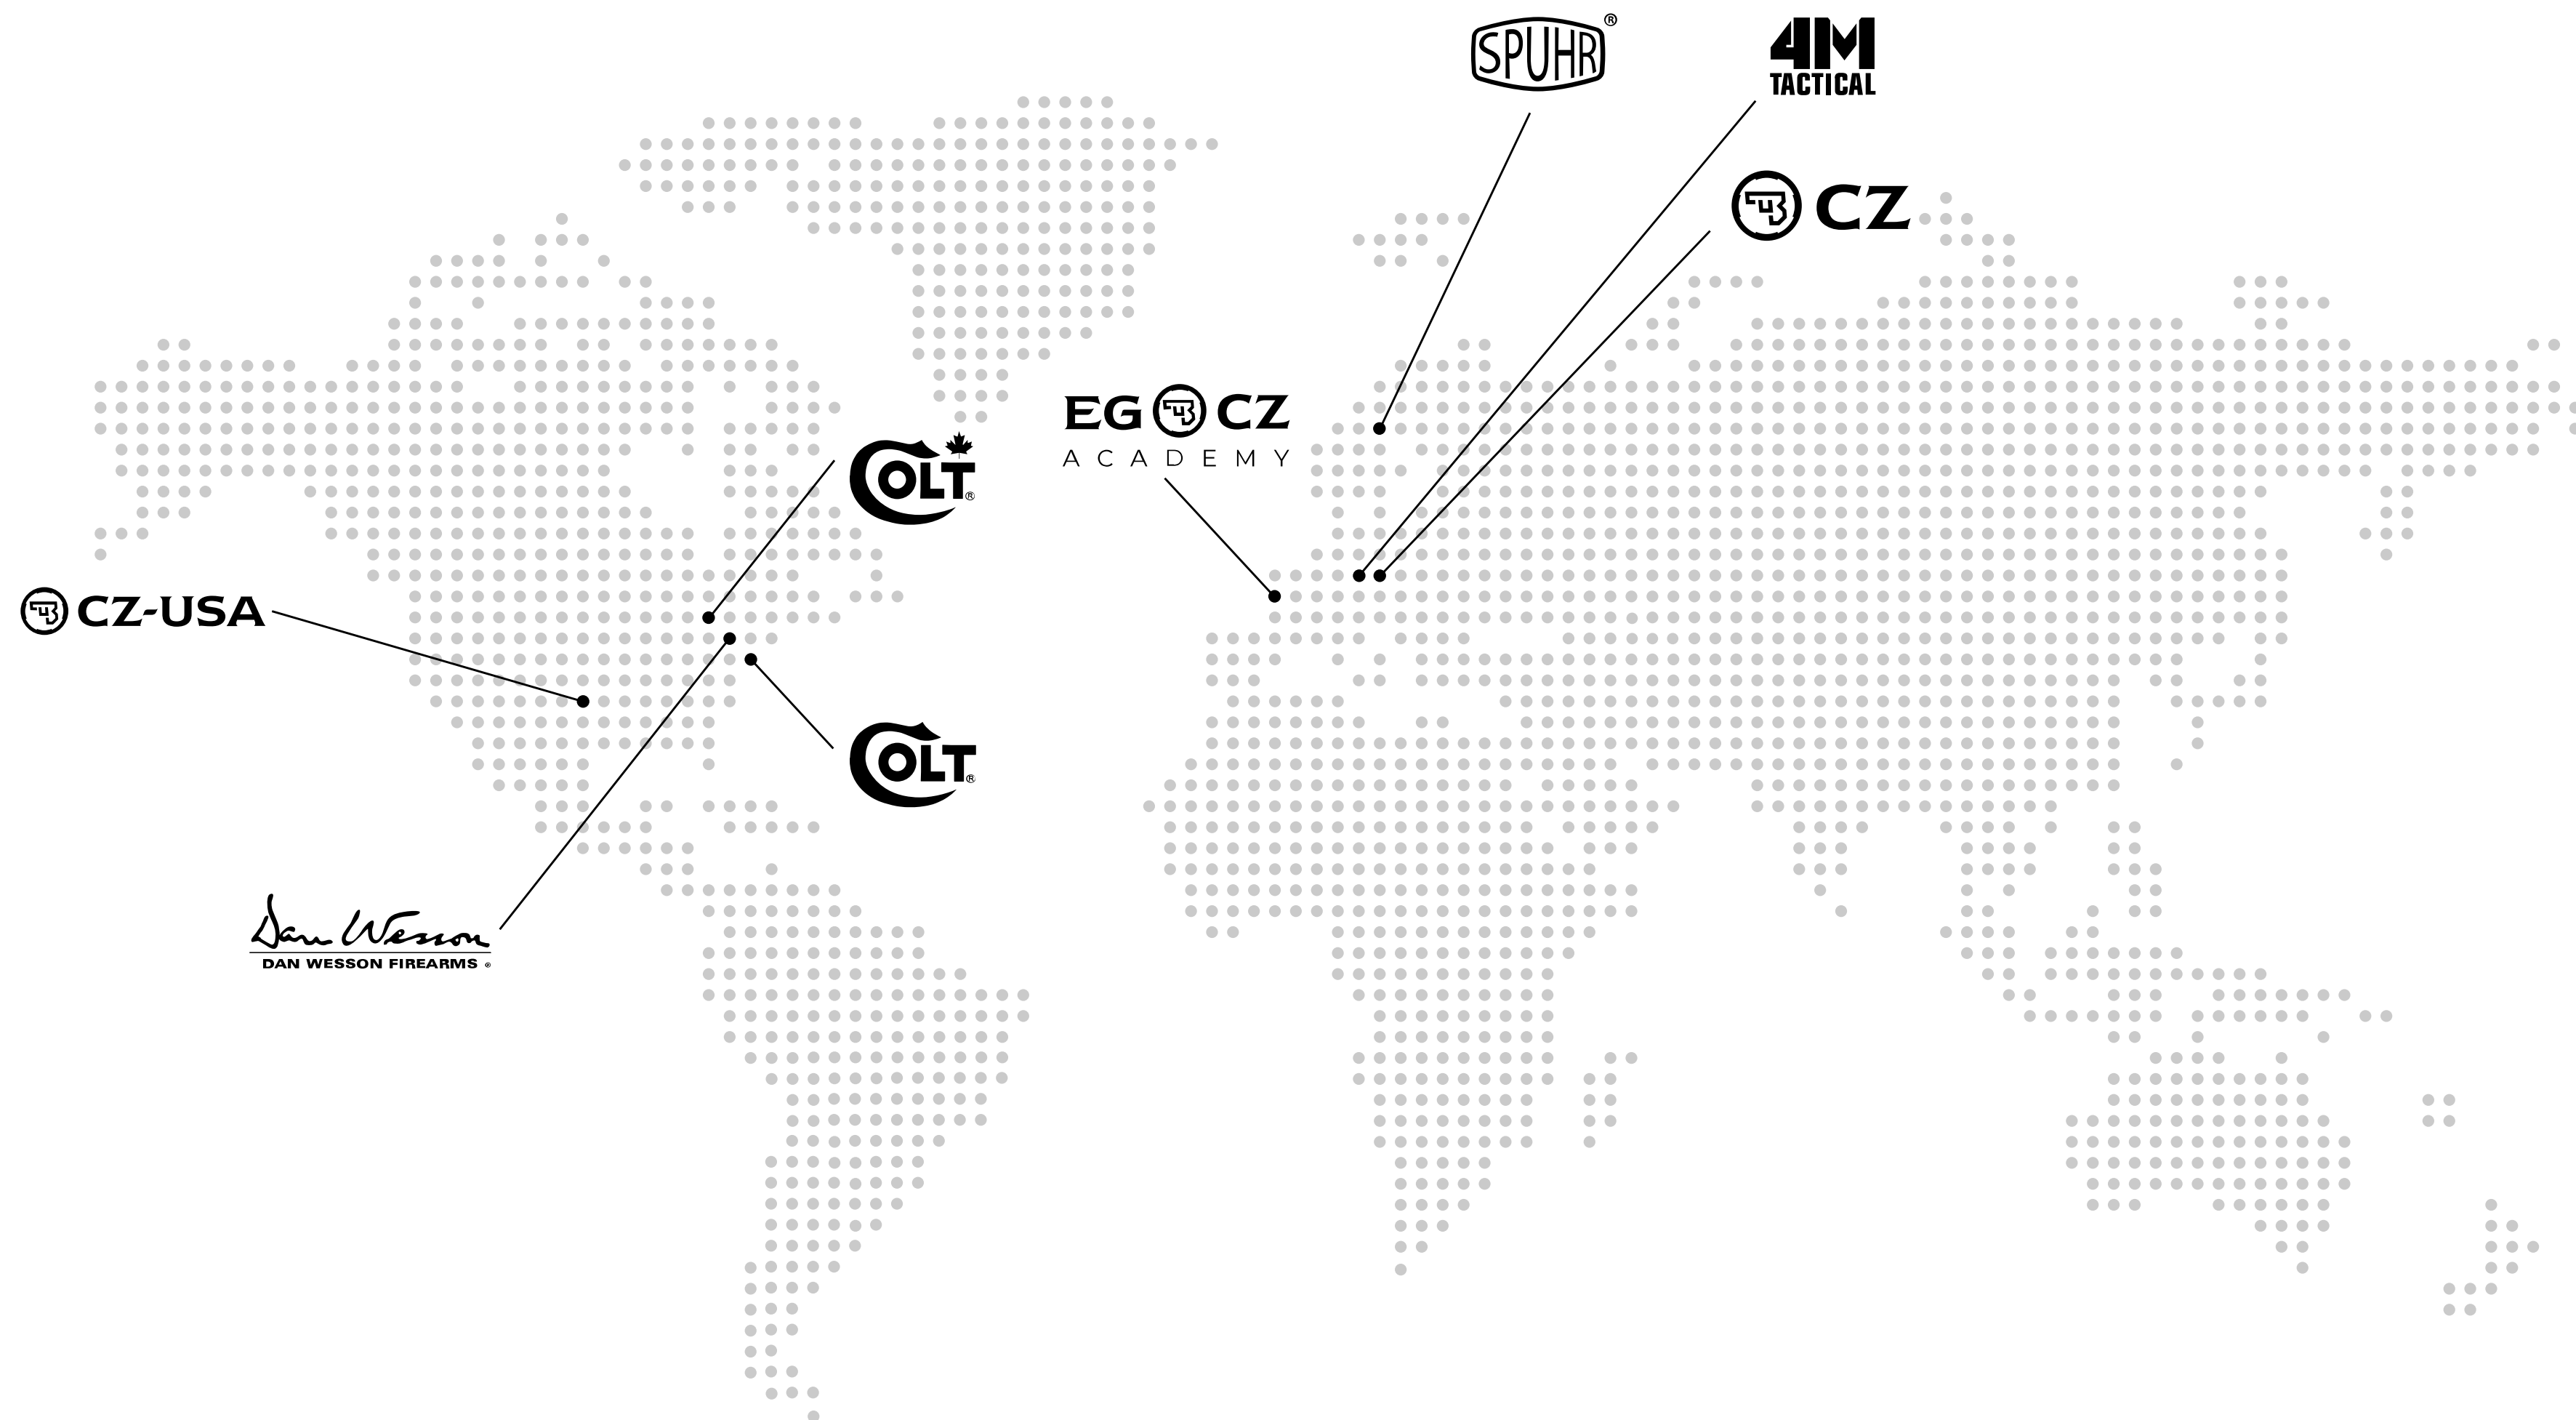 SPUHR®
4M
TACTICAL
CZ
EG CZ
ACADEMY
COLT®
CZ-USA
COLT®
Dan Wesson
DAN WESSON FIREARMS ®